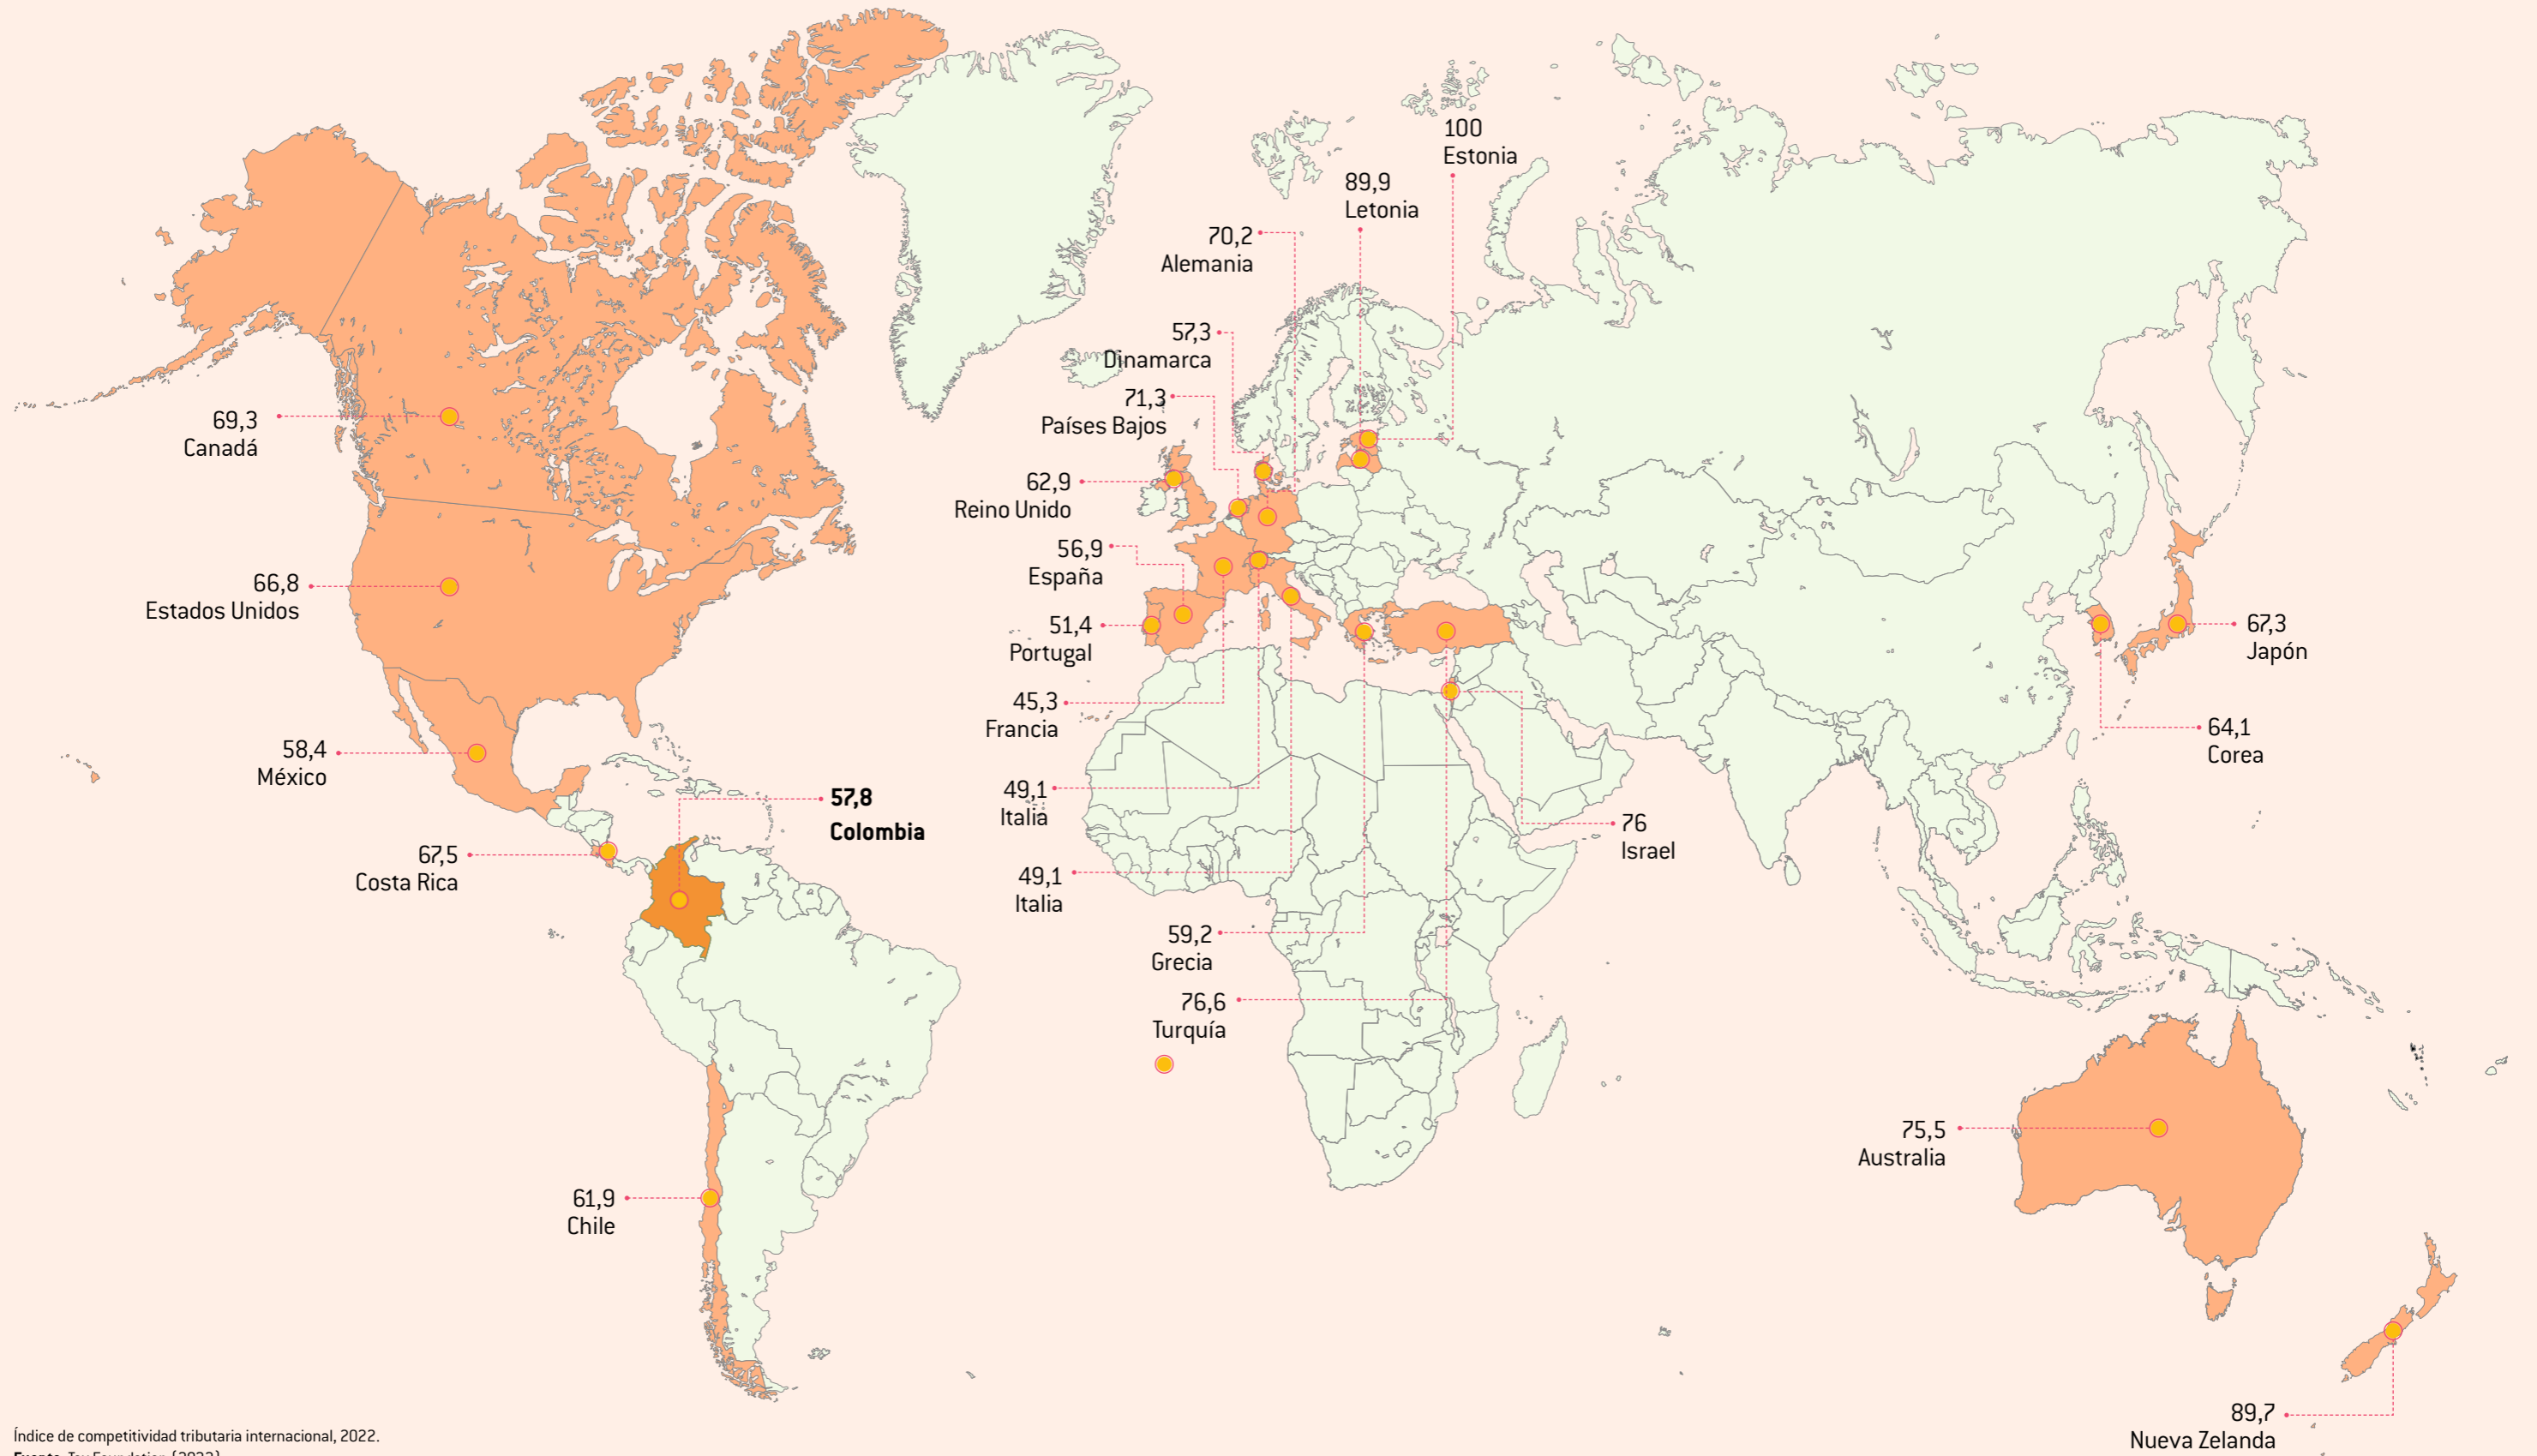 100
Estonia
89,9
Letonia
70,2
Alemania
57,3
Dinamarca
71,3
Países Bajos
69,3
Canadá
62,9
Reino Unido
56,9
España
66,8
Estados Unidos
51,4
Portugal
67,3
Japón
45,3
Francia
64,1
Corea
58,4
México
49,1
Italia
57,8
Colombia
76
Israel
67,5
Costa Rica
49,1
Italia
59,2
Grecia
76,6
Turquía
75,5
Australia
61,9
Chile
89,7
Nueva Zelanda
Índice de competitividad tributaria internacional, 2022.
Fuente: Tax Foundation (2022).